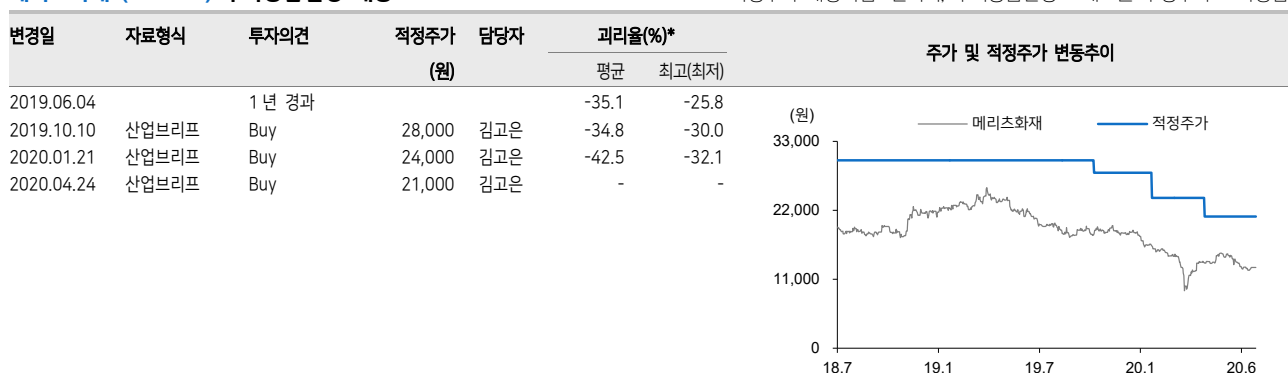 변경일 자료형식 투자의견 적정주가 담당자 괴리율(%)* 주가 및 적정주가 변동추이
(원) 평균 최고(최저)
2019.06.04 1년 경과 -35.1 -25.8
2019.10.10 산업브리프 Buy 28,000 김고은 -34.8 -30.0
2020.01.21 산업브리프 Buy 24,000 김고은 -42.5 -32.1
2020.04.24 산업브리프 Buy 21,000 김고은 - -
(원)
메리츠화재 적정주가
33,000
22,000
11,000
0
18.7 19.1 19.7 20.1 20.6